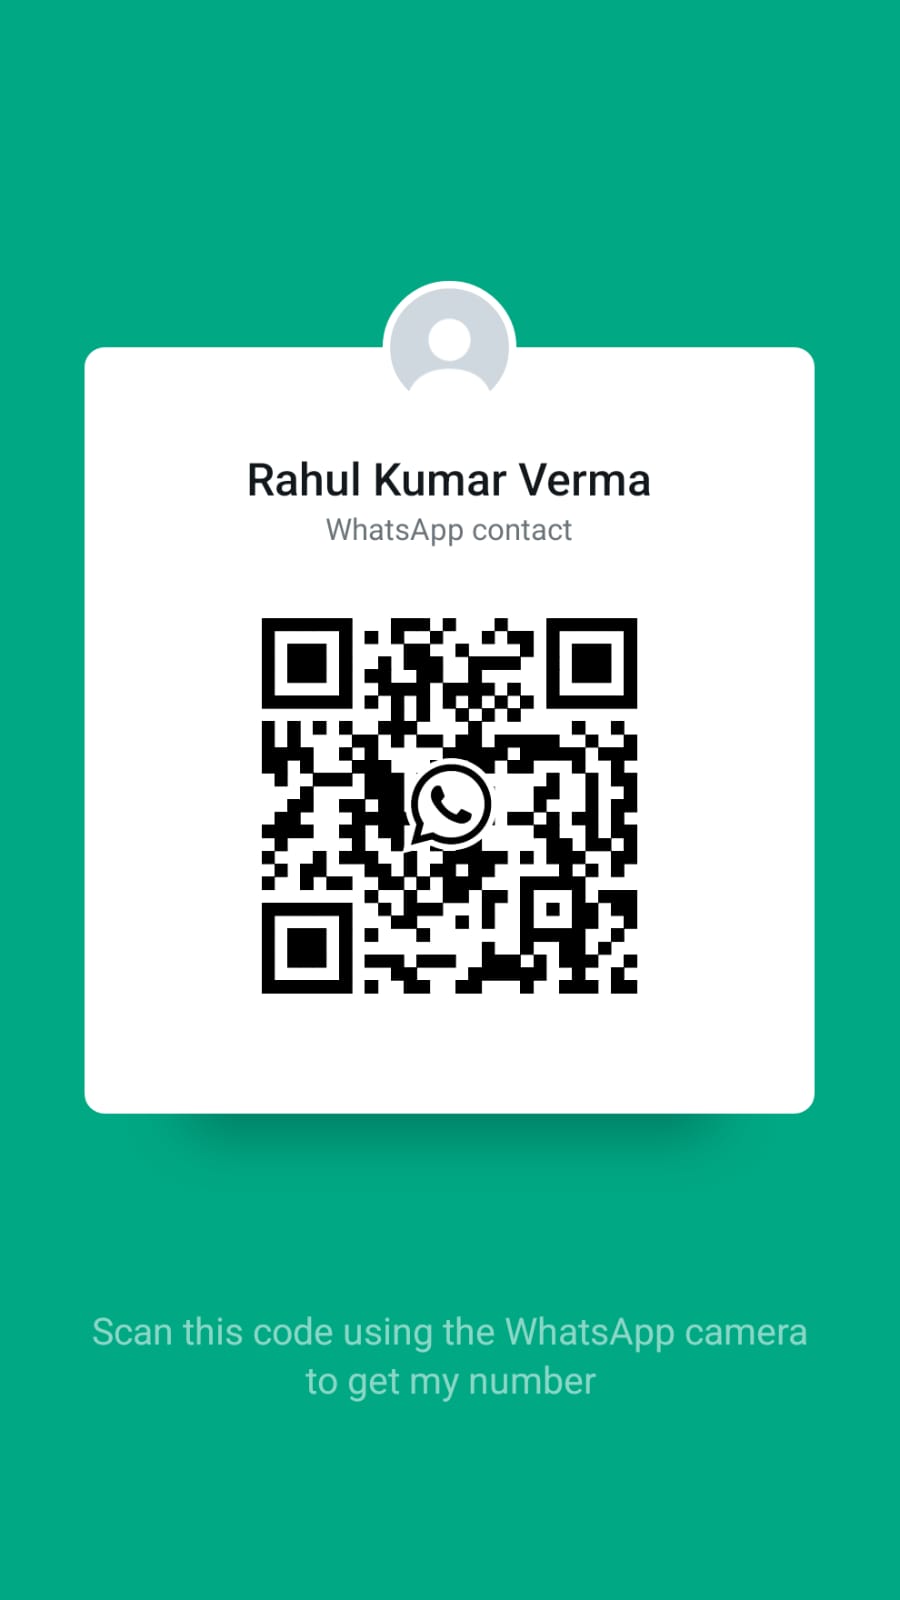 Rahul Kumar Verma
WhatsApp contact
Scan this code using the WhatsApp camera
to get my number